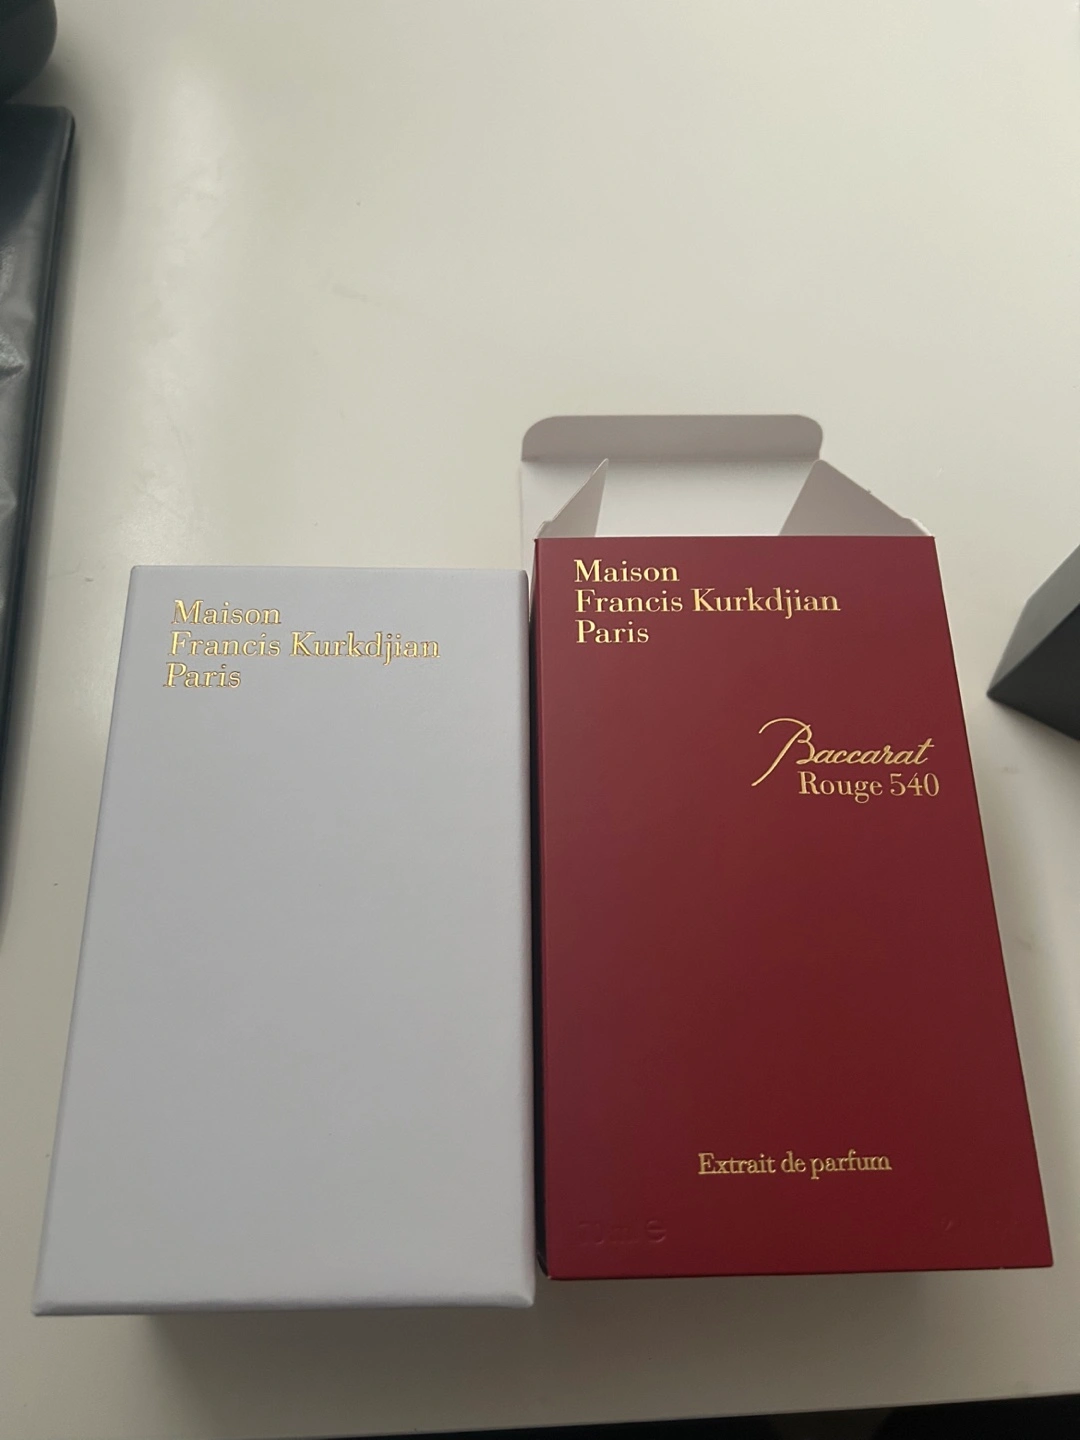 Maison
Francis Kurkdjian
Paris
Maison
Francis Kurkdjian
Paris
Baccarat
Rouge 540
Extrait de parfum